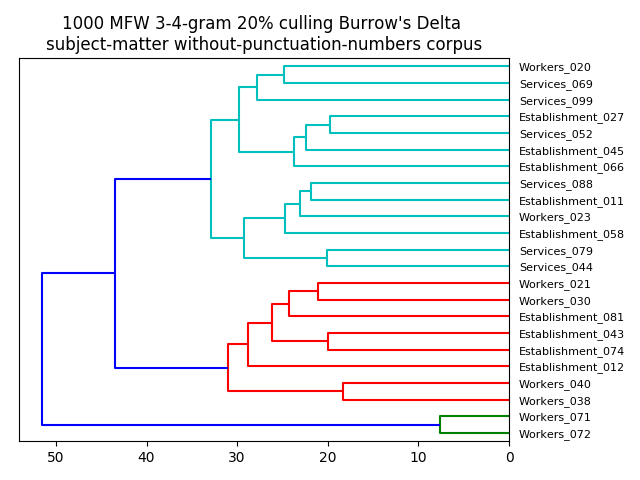 1000 MFW 3-4-gram 20% culling Burrow's Delta
subject-matter without-punctuation-numbers corpus
Workers_020
Services_069
Services_099
Establishment_027
Services_052
Establishment_045
Establishment_066
Services_088
Establishment_011
Workers_023
Establishment_058
Services_079
Services_044
Workers_021
Workers_030
Establishment_081
Establishment_043
Establishment_074
Establishment_012
Workers_040
Workers_038
Workers_071
Workers_072
50 40 30 20 10 0